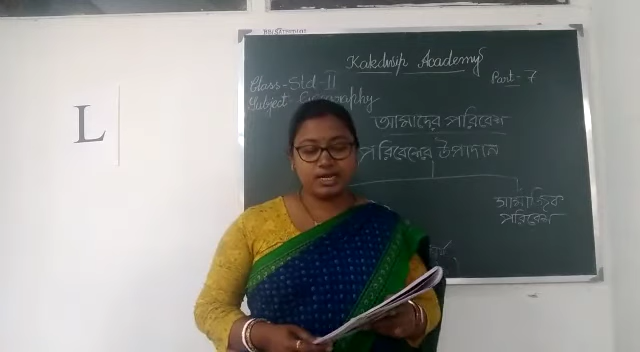 L
Kakdwip Academy
Class-Std-II
Part-7
Subject-Geography
আমাদের পরিবেশ
পরিবেশের উপাদান
সামাজিক
পরিবেশ